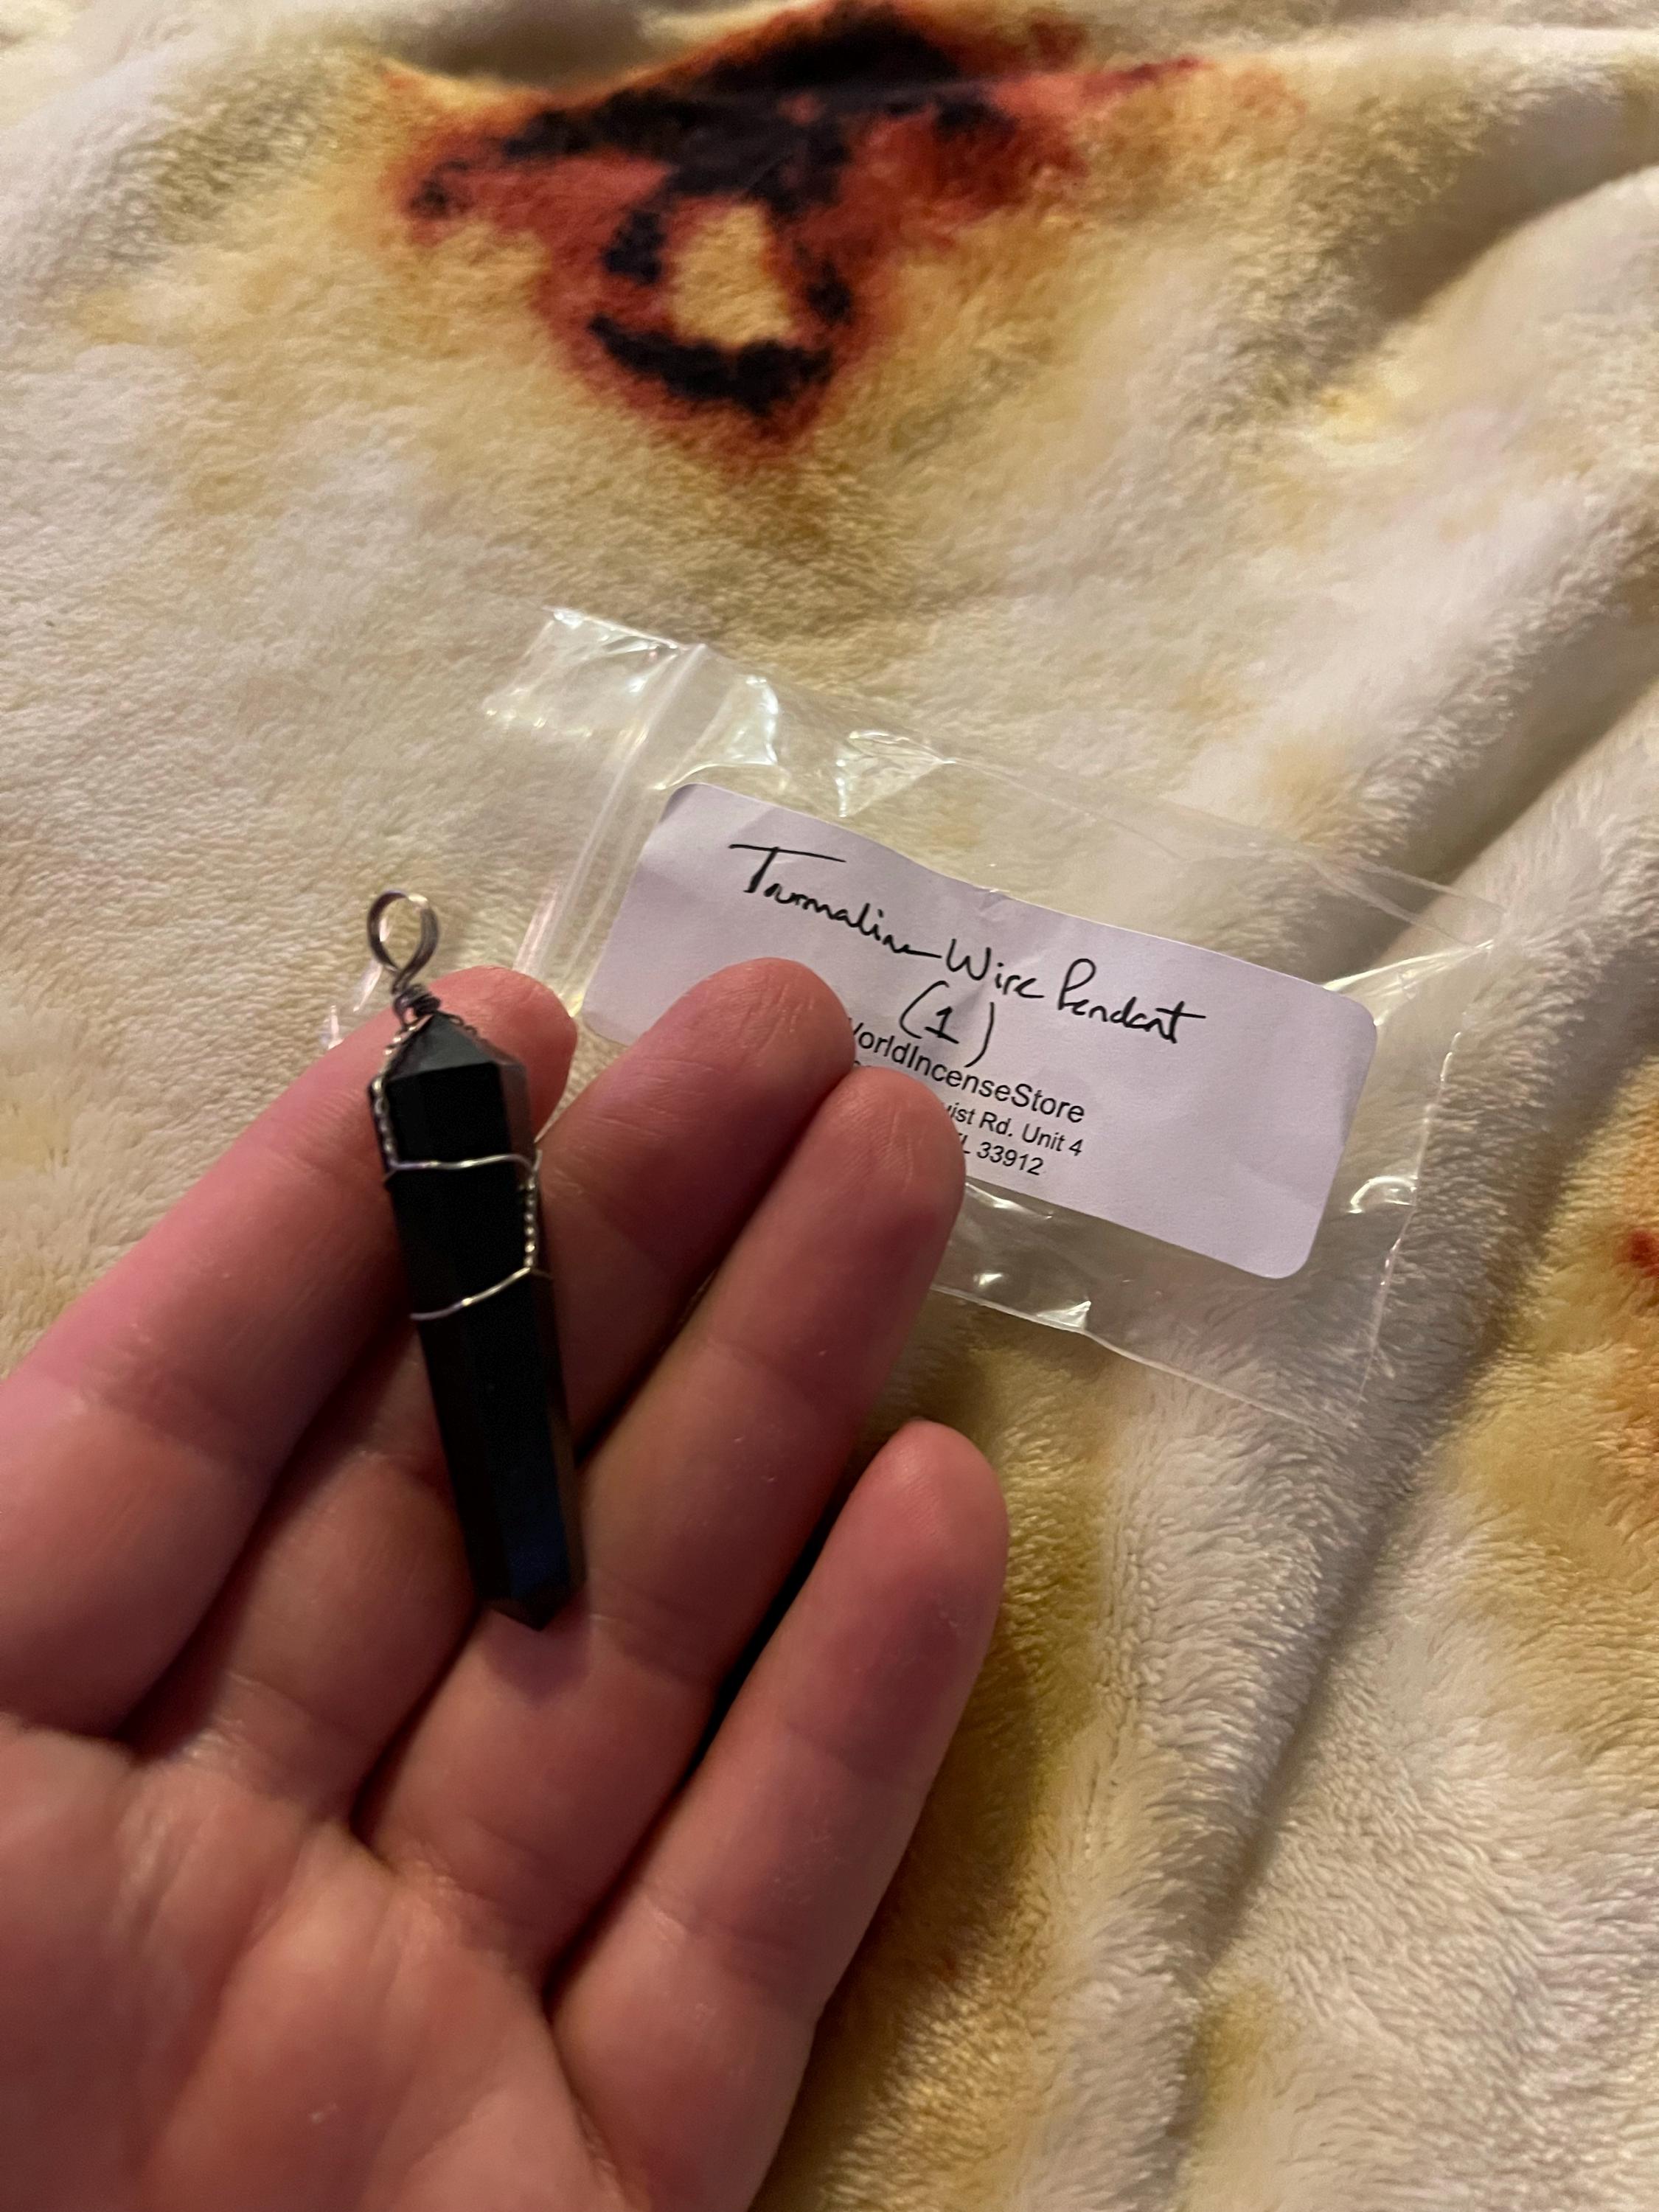 Tourmaline Wire Pendant
(1)
WorldIncenseStore
Rd. Unit 4
33912